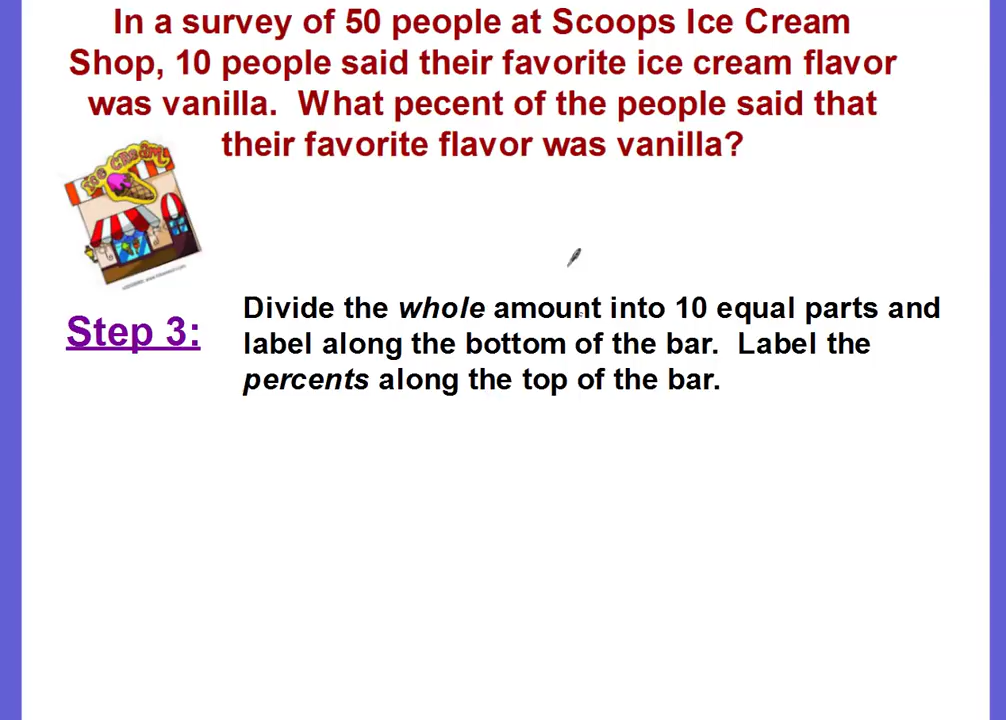 In a survey of 50 people at Scoops Ice Cream
Shop, 10 people said their favorite ice cream flavor
was vanilla. What pecent of the people said that
their favorite flavor was vanilla?
ICE CREAM
Step 3:
Divide the whole amount into 10 equal parts and
label along the bottom of the bar. Label the
percents along the top of the bar.